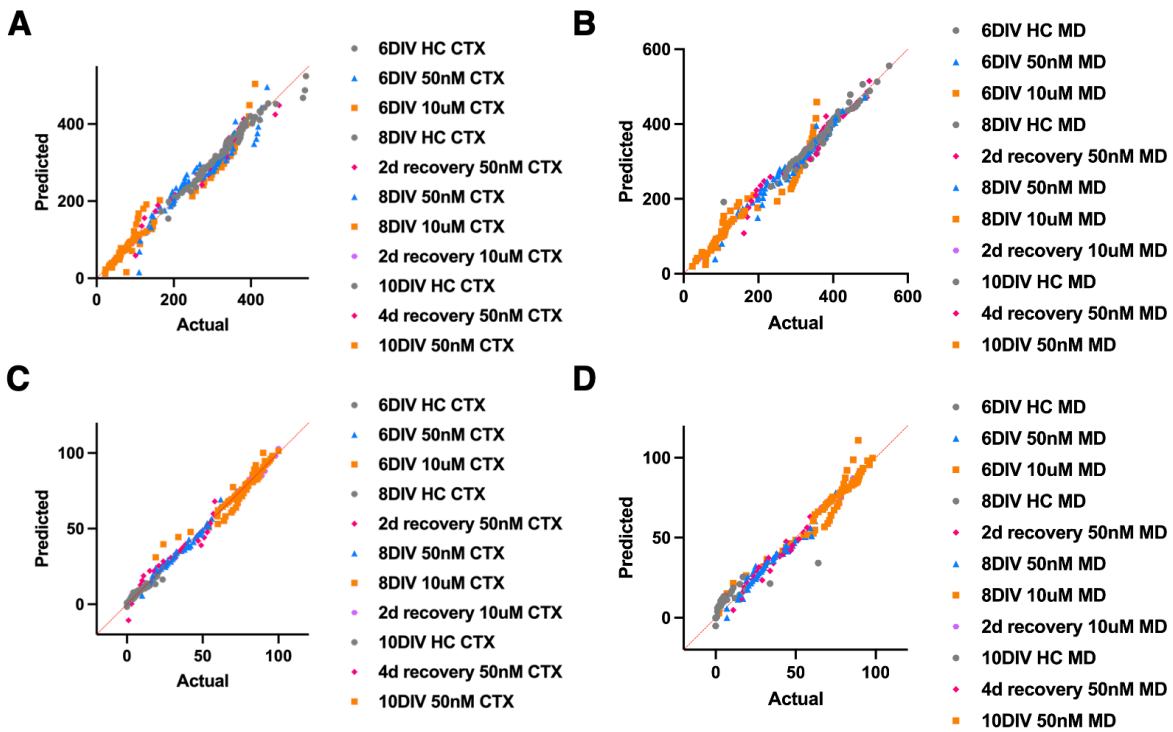 A
400
200
0
0
200
400
Predicted
Actual
6DIV HC CTX
6DIV 50nM CTX
6DIV 10uM CTX
8DIV HC CTX
2d recovery 50nM CTX
8DIV 50nM CTX
8DIV 10uM CTX
2d recovery 10uM CTX
10DIV HC CTX
4d recovery 50nM CTX
10DIV 50nM CTX
B
600
400
200
0
0
200
400
600
Predicted
Actual
6DIV HC MD
6DIV 50nM MD
6DIV 10uM MD
8DIV HC MD
2d recovery 50nM MD
8DIV 50nM MD
8DIV 10uM MD
2d recovery 10uM MD
10DIV HC MD
4d recovery 50nM MD
10DIV 50nM MD
C
100
50
0
0
50
100
Predicted
Actual
6DIV HC CTX
6DIV 50nM CTX
6DIV 10uM CTX
8DIV HC CTX
2d recovery 50nM CTX
8DIV 50nM CTX
8DIV 10uM CTX
2d recovery 10uM CTX
10DIV HC CTX
4d recovery 50nM CTX
10DIV 50nM CTX
D
100
50
0
0
50
100
Predicted
Actual
6DIV HC MD
6DIV 50nM MD
6DIV 10uM MD
8DIV HC MD
2d recovery 50nM MD
8DIV 50nM MD
8DIV 10uM MD
2d recovery 10uM MD
10DIV HC MD
4d recovery 50nM MD
10DIV 50nM MD